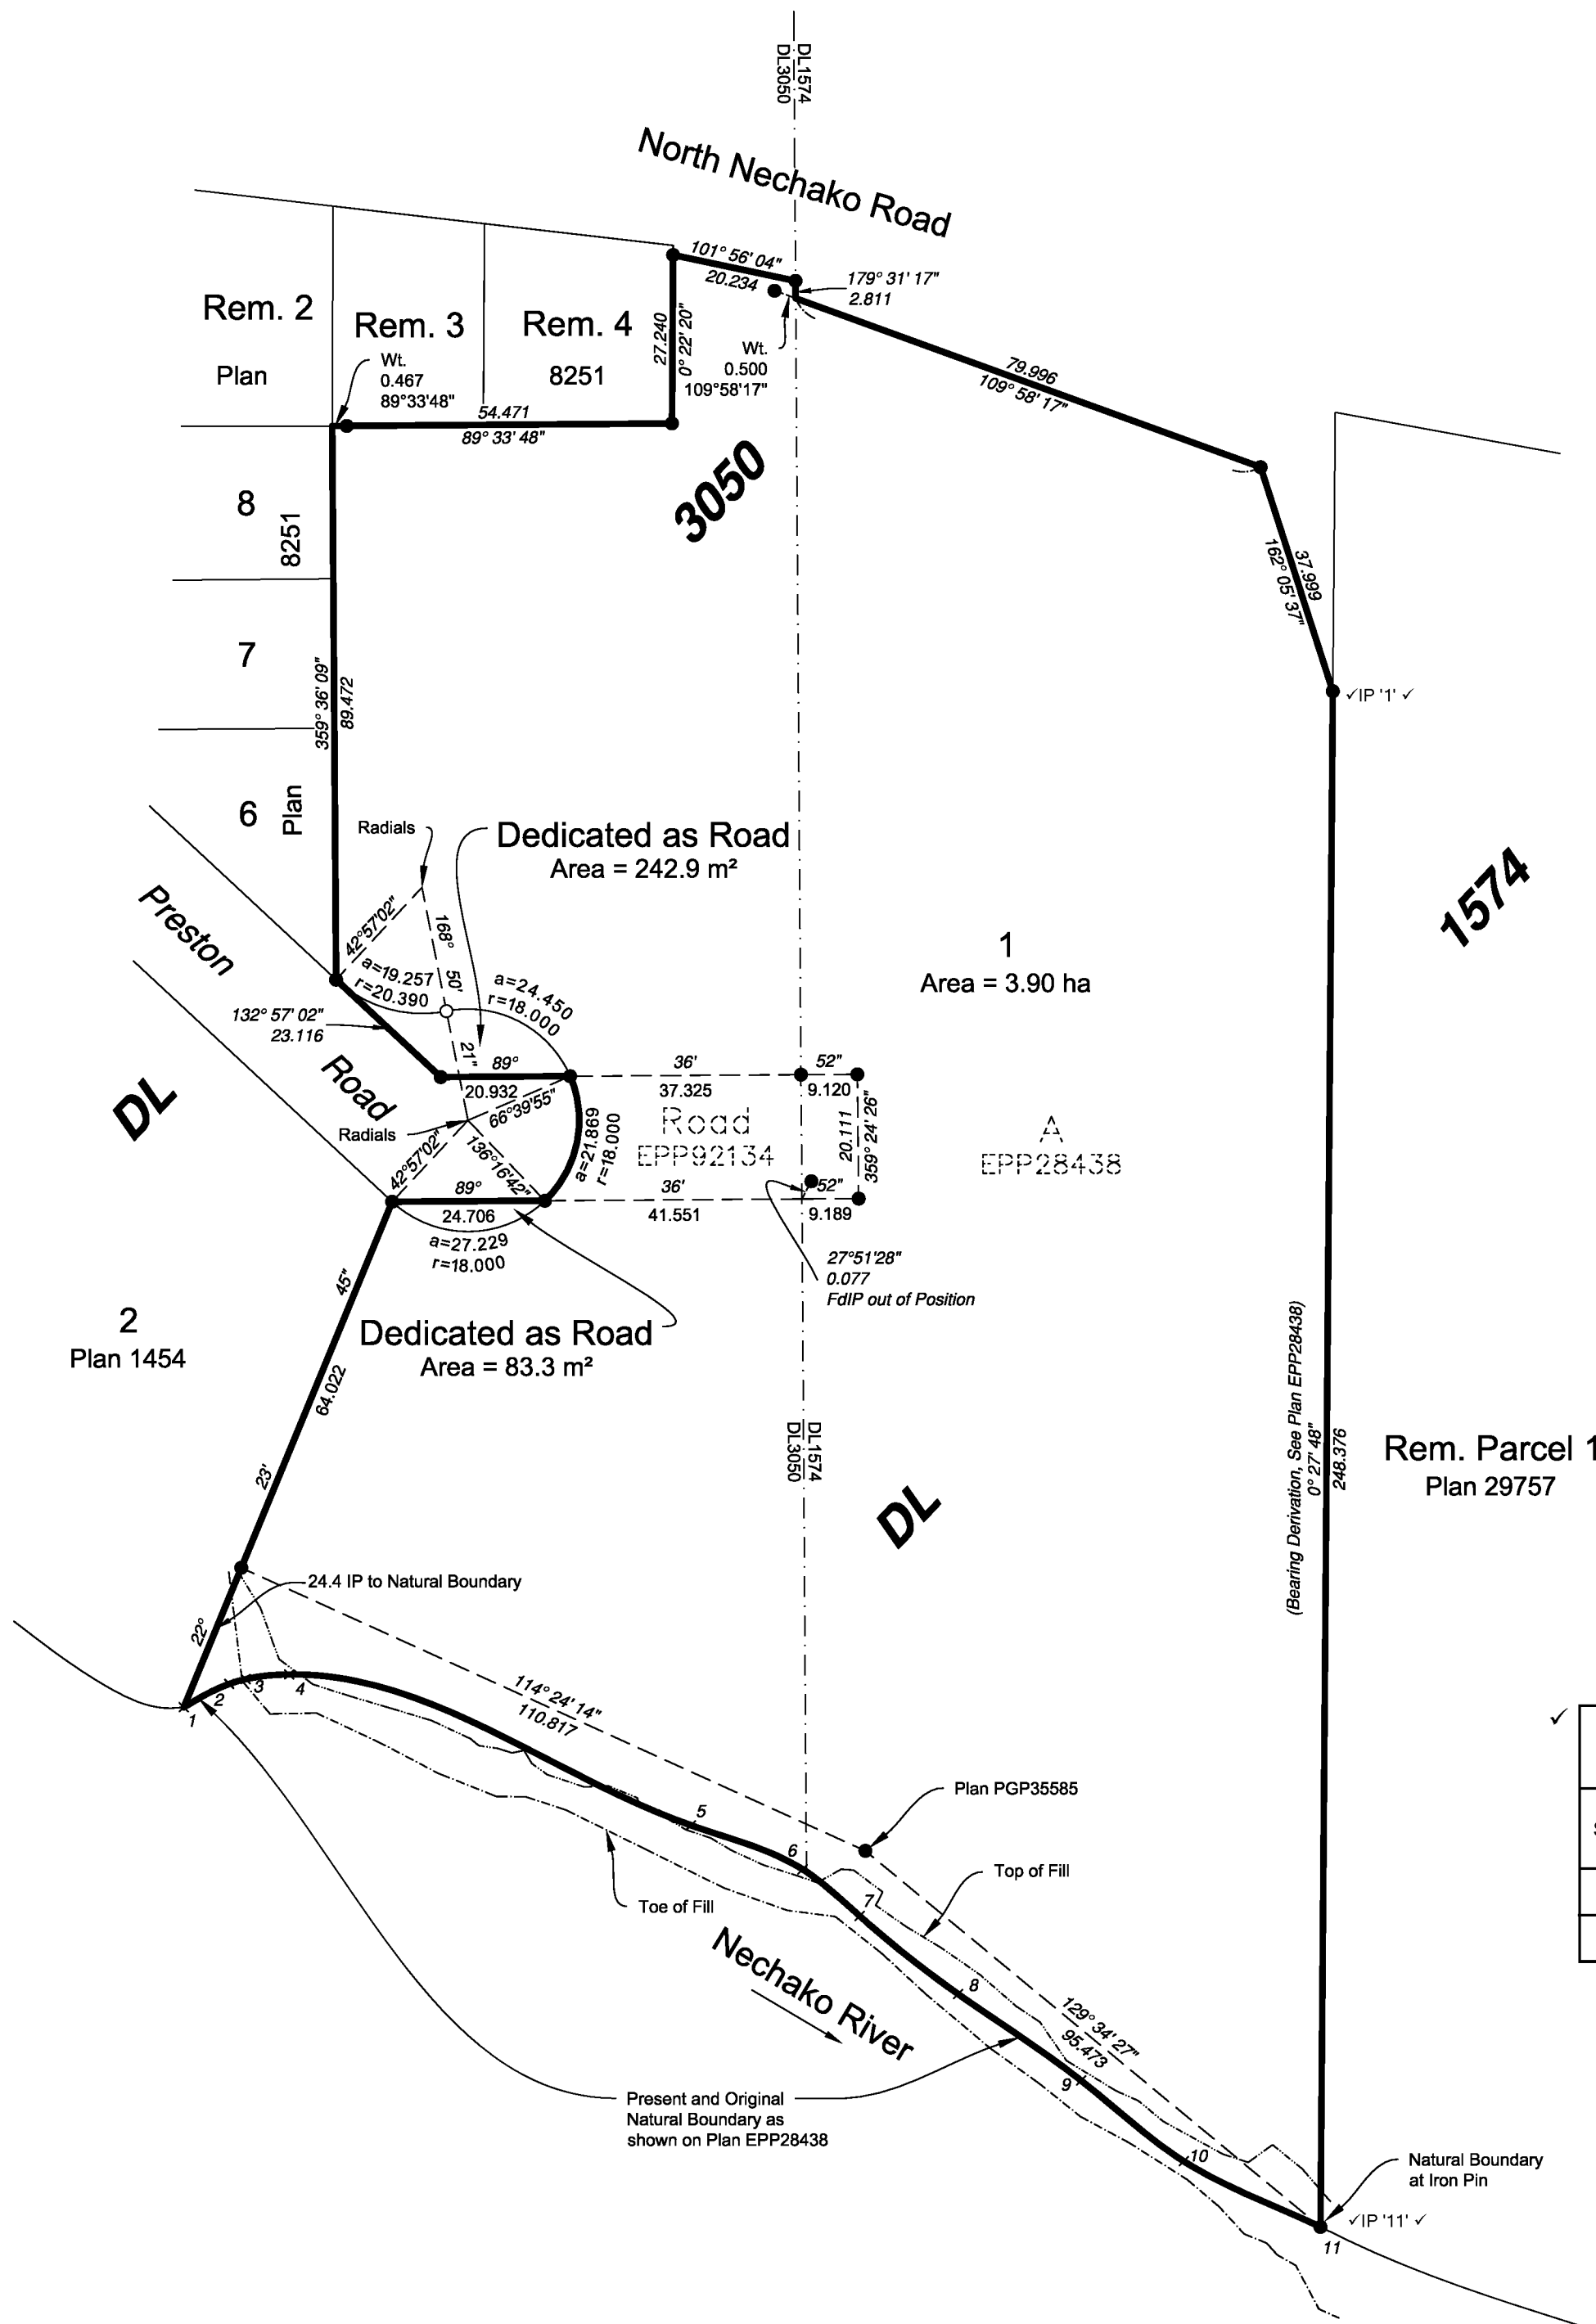 DL1574
DL3050
North Nechako Road
101° 56' 04"
20.234
179° 31' 17"
2.811
Rem. 2
Rem. 3
Rem. 4
Plan
8251
Wt.
0.467
89°33'48"
27.240
0° 22' 20"
Wt.
0.500
109°58'17"
54.471
89° 33' 48"
79.996
109° 58' 17"
3050
8
8251
37.999
162° 05' 37"
7
359° 36' 09"
89.472
✓IP '1' ✓
6
Plan
Radials
Dedicated as Road
Area = 242.9 m²
1574
Preston
Road
42°57'02"
168°
50'
21"
a=19.257
r=20.390
a=24.450
r=18.000
1
Area = 3.90 ha
132° 57' 02"
23.116
89°
36'
52"
20.932
37.325
9.120
66°39'55"
DL
Radials
42°57'02"
136°16'42"
a=21.869
r=18.000
Road
EPP92134
20.111
359° 24' 26"
A
EPP28438
89°
36'
52"
24.706
41.551
9.189
a=27.229
r=18.000
27°51'28"
0.077
FdIP out of Position
45"
64.022
23'
22°
2
Plan 1454
Dedicated as Road
Area = 83.3 m²
(Bearing Derivation, See Plan EPP28438)
0° 27' 48"
248.376
DL1574
DL3050
Rem. Parcel 1
Plan 29757
DL
24.4 IP to Natural Boundary
1
2
3
4
114° 24' 14"
110.817
✓
5
6
Plan PGP35585
Top of Fill
Toe of Fill
7
Nechako River
8
129° 34' 27"
95.473
9
Present and Original
Natural Boundary as
shown on Plan EPP28438
10
Natural Boundary
at Iron Pin
✓IP '11' ✓
11